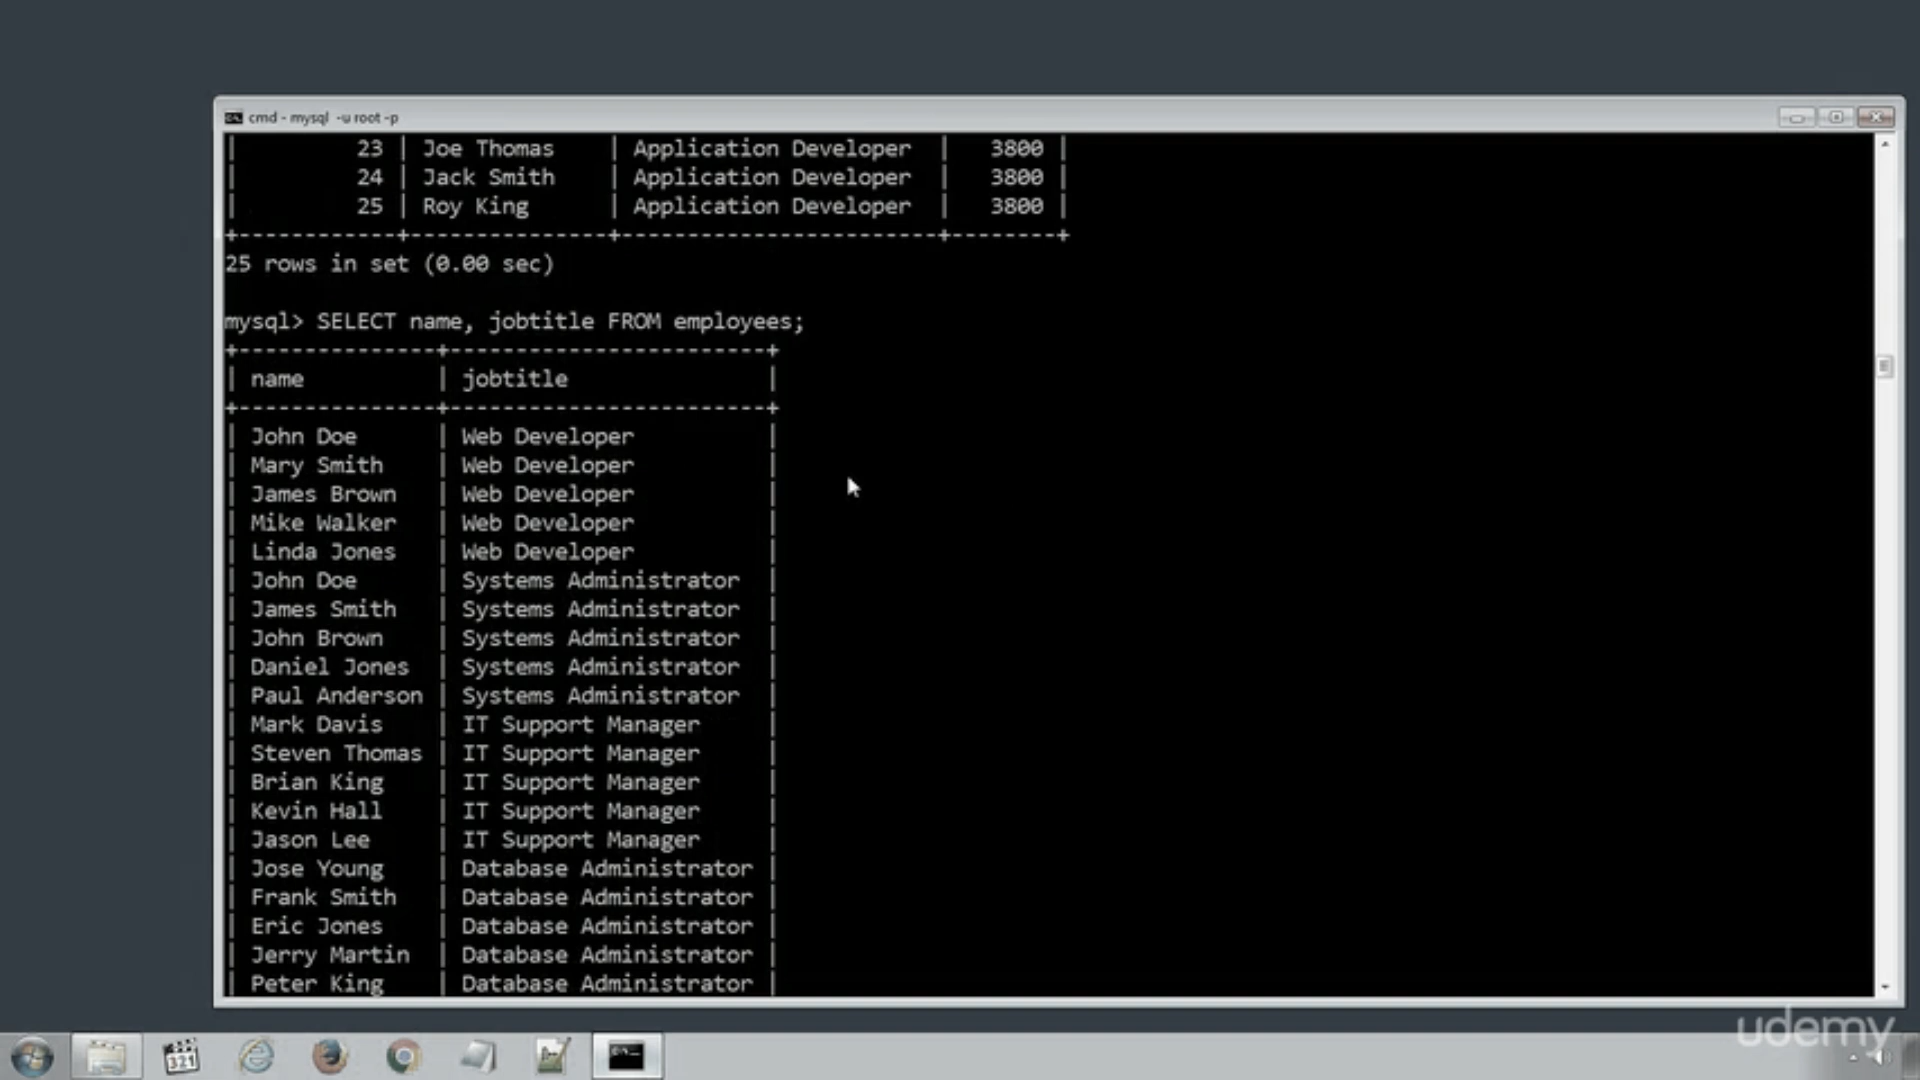 cmd - mysql -u root -p
| 23 | Joe Thomas | Application Developer | 3800 |
| 24 | Jack Smith | Application Developer | 3800 |
| 25 | Roy King | Application Developer | 3800 |
25 rows in set (0.00 sec)
mysql> SELECT name, jobtitle FROM employees;
| name | jobtitle |
| John Doe | Web Developer |
| Mary Smith | Web Developer |
| James Brown | Web Developer |
| Mike Walker | Web Developer |
| Linda Jones | Web Developer |
| John Doe | Systems Administrator |
| James Smith | Systems Administrator |
| John Brown | Systems Administrator |
| Daniel Jones | Systems Administrator |
| Paul Anderson | Systems Administrator |
| Mark Davis | IT Support Manager |
| Steven Thomas | IT Support Manager |
| Brian King | IT Support Manager |
| Kevin Hall | IT Support Manager |
| Jason Lee | IT Support Manager |
| Jose Young | Database Administrator |
| Frank Smith | Database Administrator |
| Eric Jones | Database Administrator |
| Jerry Martin | Database Administrator |
| Peter King | Database Administrator |
udemy
321